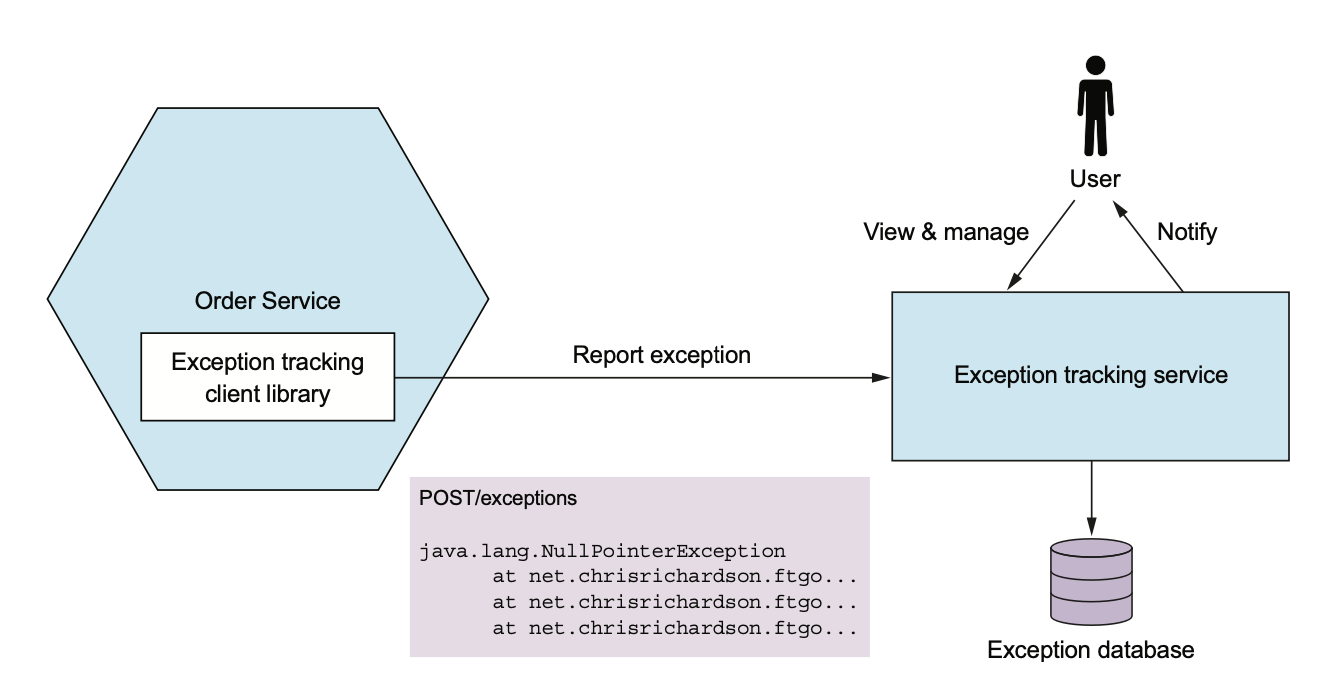 User
View & manage
Notify
Order Service
Exception tracking
client library
Report exception
Exception tracking service
POST/exceptions
java.lang.NullPointerException
at net.chrisrichardson.ftgo...
at net.chrisrichardson.ftgo...
at net.chrisrichardson.ftgo...
Exception database